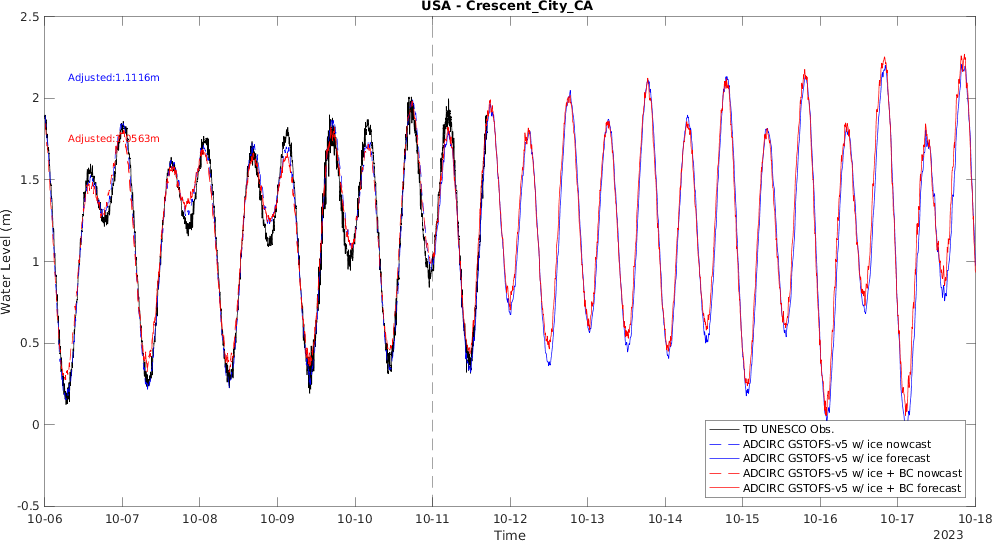 USA - Crescent_City_CA
2.5
Adjusted:1.1116m
2
Adjusted:1.0563m
1.5
Water Level (m)
1
0.5
0
TD UNESCO Obs.
ADCIRC GSTOFS-v5 w/ ice nowcast
ADCIRC GSTOFS-v5 w/ ice forecast
ADCIRC GSTOFS-v5 w/ ice + BC nowcast
ADCIRC GSTOFS-v5 w/ ice + BC forecast
-0.5
10-06 10-07 10-08 10-09 10-10 10-11 10-12 10-13 10-14 10-15 10-16 10-17 10-18
Time
2023